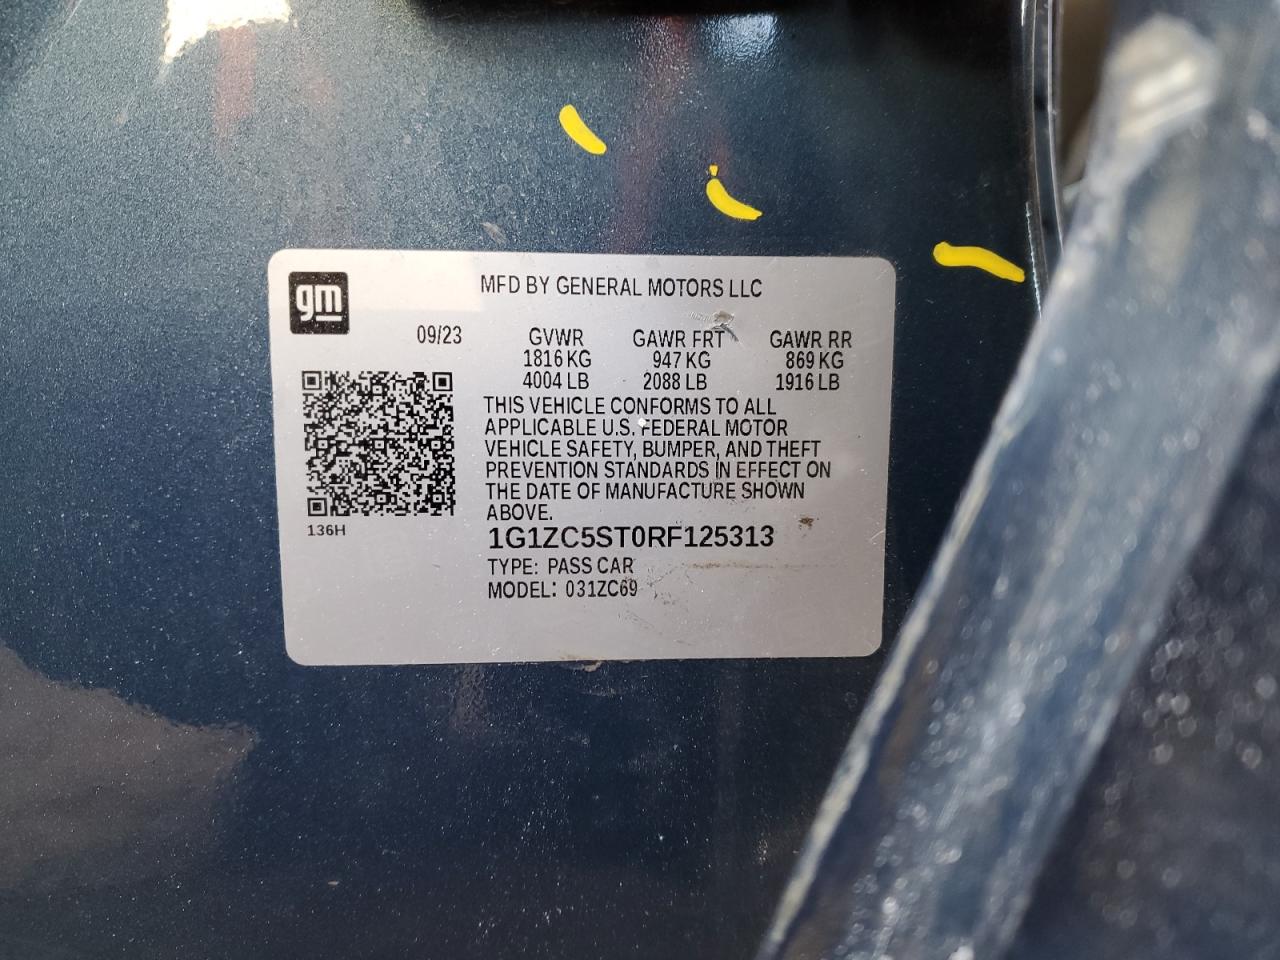 gm
MFD BY GENERAL MOTORS LLC
09/23
GVWR GAWR FRT GAWR RR
1816 KG 947 KG 869 KG
4004 LB 2088 LB 1916 LB
THIS VEHICLE CONFORMS TO ALL
APPLICABLE U.S. FEDERAL MOTOR
VEHICLE SAFETY, BUMPER, AND THEFT
PREVENTION STANDARDS IN EFFECT ON
THE DATE OF MANUFACTURE SHOWN
ABOVE.
136H
1G1ZC5ST0RF125313
TYPE: PASS CAR
MODEL: 031ZC69